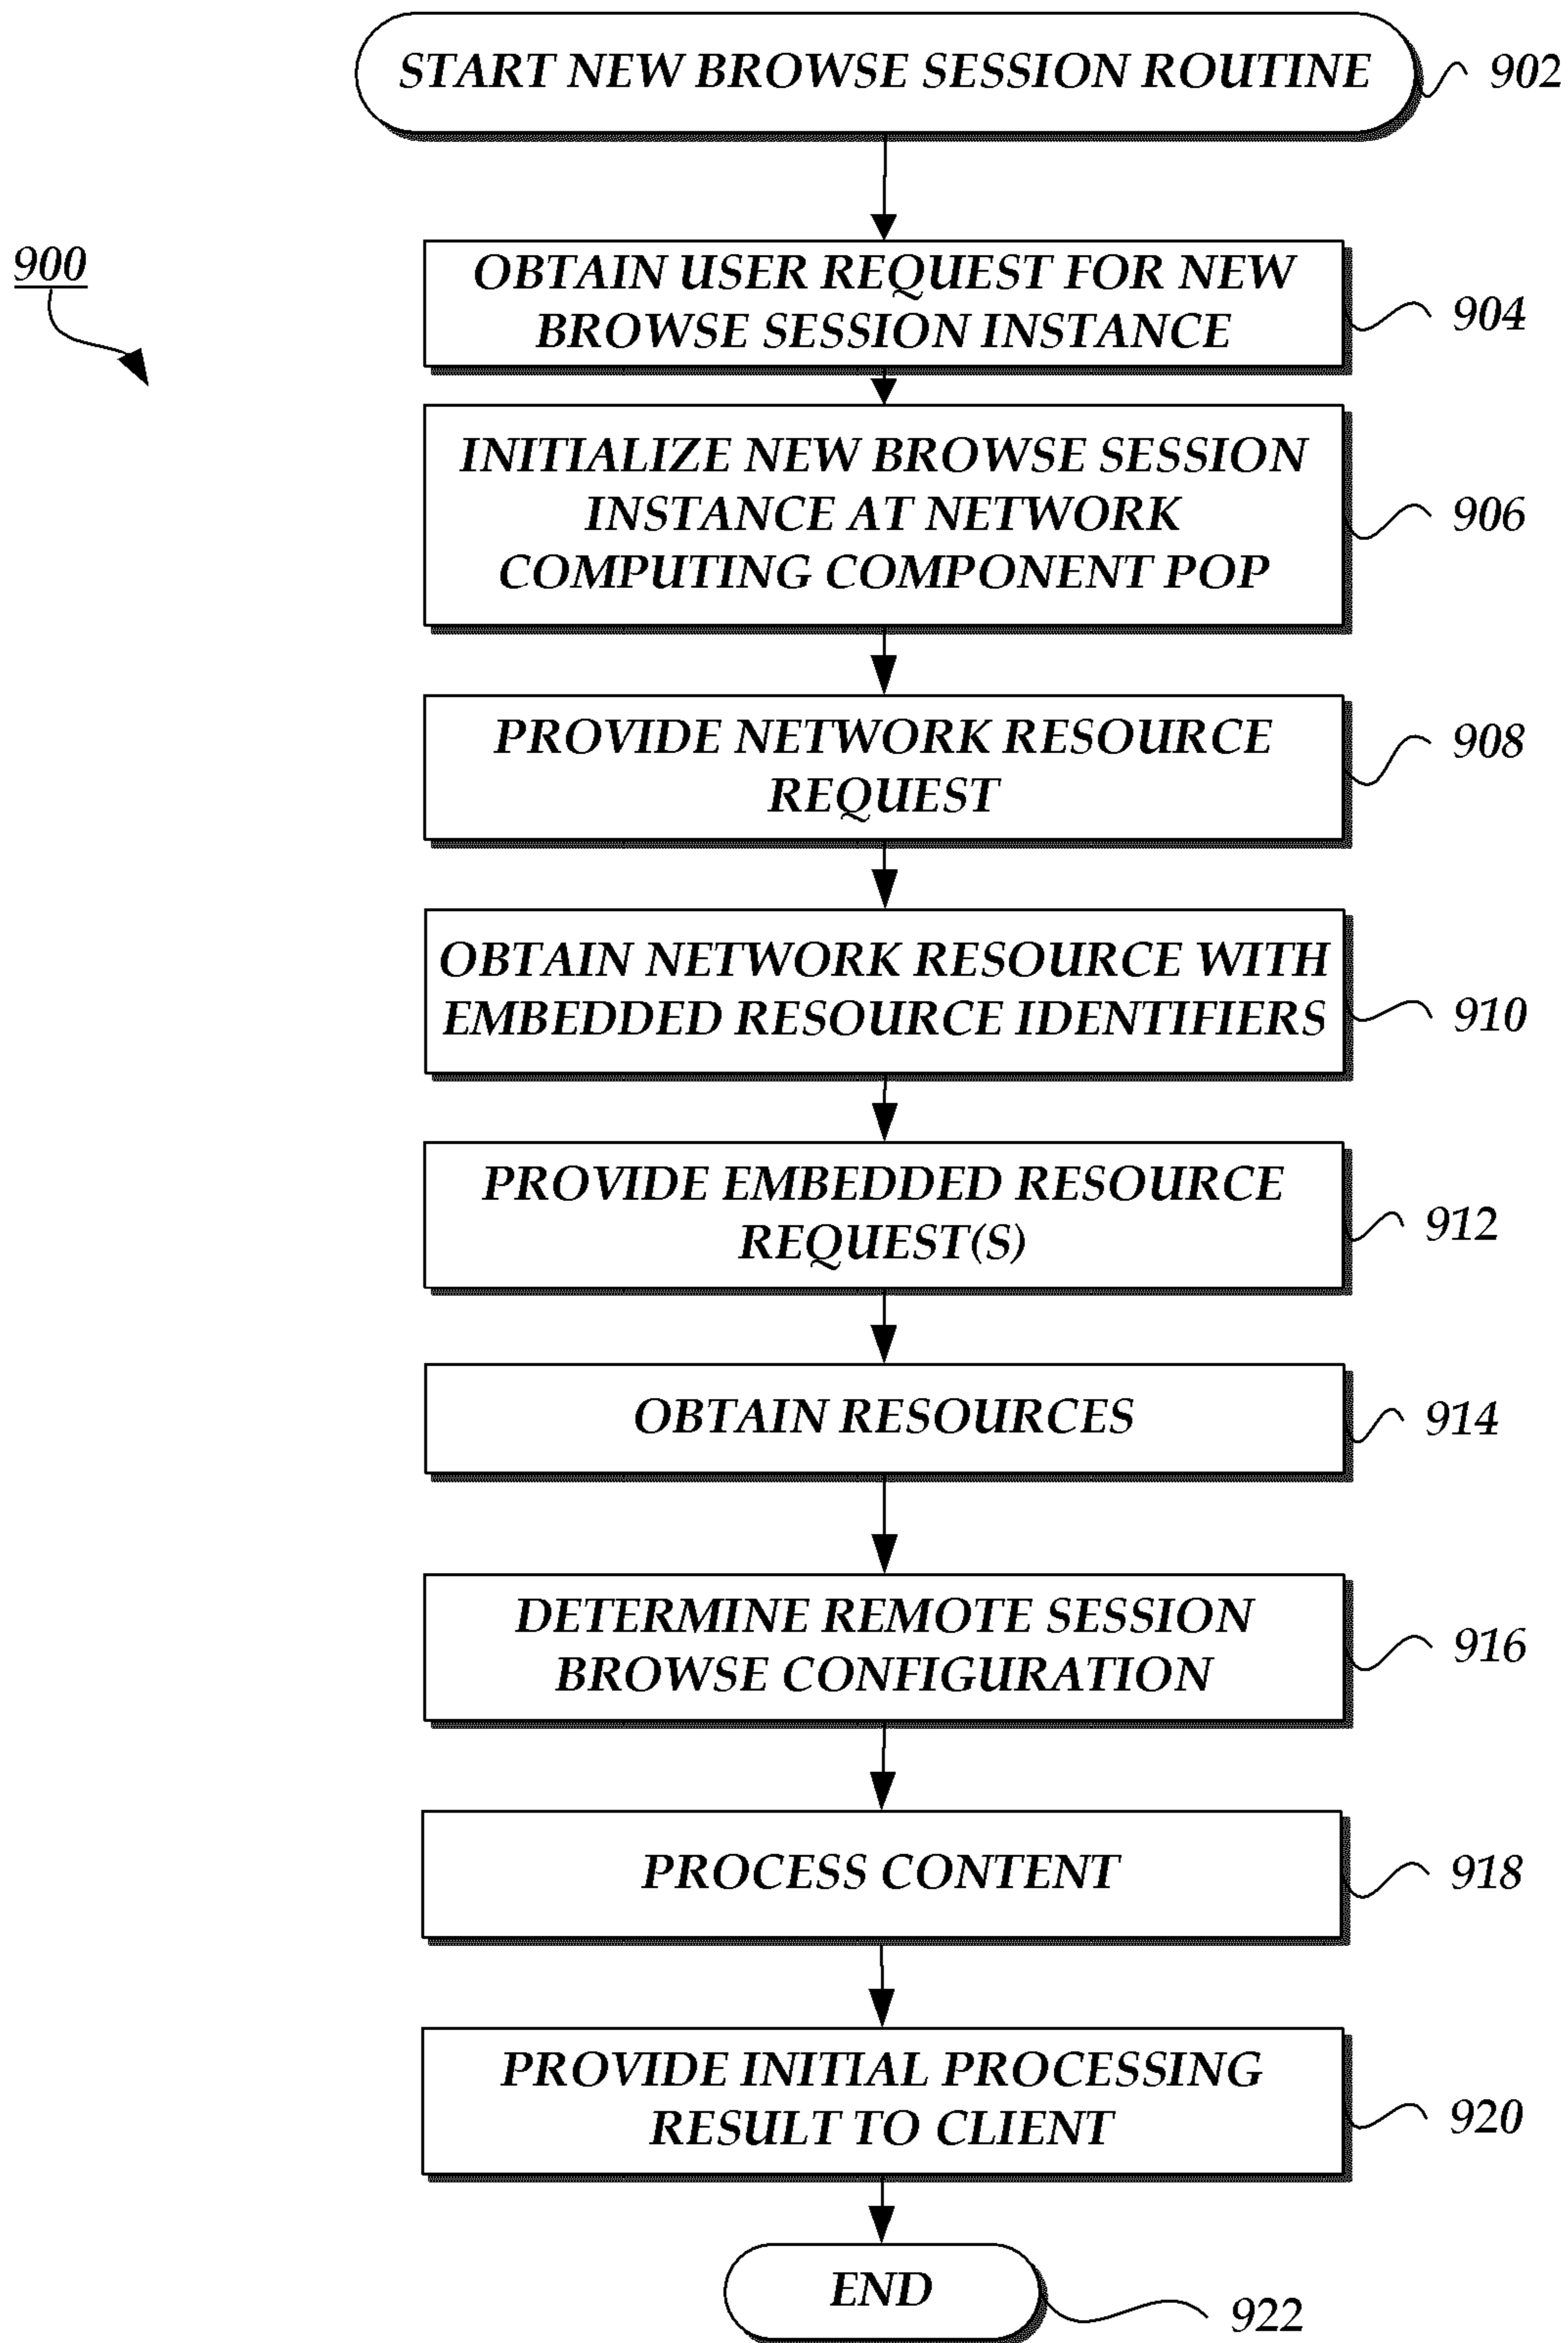 START NEW BROWSE SESSION ROUTINE
902
900
OBTAIN USER REQUEST FOR NEW
BROWSE SESSION INSTANCE
904
INITIALIZE NEW BROWSE SESSION
INSTANCE AT NETWORK
COMPUTING COMPONENT POP
906
PROVIDE NETWORK RESOURCE
REQUEST
908
OBTAIN NETWORK RESOURCE WITH
EMBEDDED RESOURCE IDENTIFIERS
910
PROVIDE EMBEDDED RESOURCE
REQUEST(S)
912
OBTAIN RESOURCES
914
DETERMINE REMOTE SESSION
BROWSE CONFIGURATION
916
PROCESS CONTENT
918
PROVIDE INITIAL PROCESSING
RESULT TO CLIENT
920
END
922